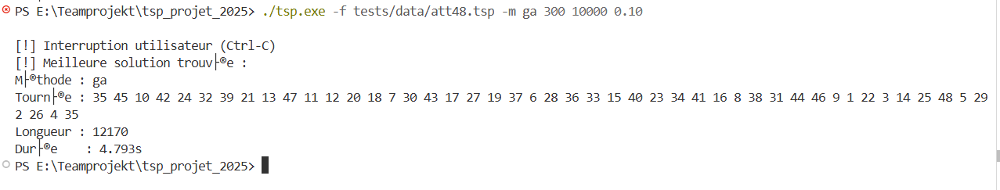 PS E:\Teamprojekt\tsp_projet_2025> ./tsp.exe -f tests/data/att48.tsp -m ga 300 10000 0.10
[!] Interruption utilisateur (Ctrl-C)
[!] Meilleure solution trouv├®e :
M├®thode : ga
Tourn├®e : 35 45 10 42 24 32 39 21 13 47 11 12 20 18 7 30 43 17 27 19 37 6 28 36 33 15 40 23 34 41 16 8 38 31 44 46 9 1 22 3 14 25 48 5 29
2 26 4 35
Longueur : 12170
Dur├®e    : 4.793s
PS E:\Teamprojekt\tsp_projet_2025>